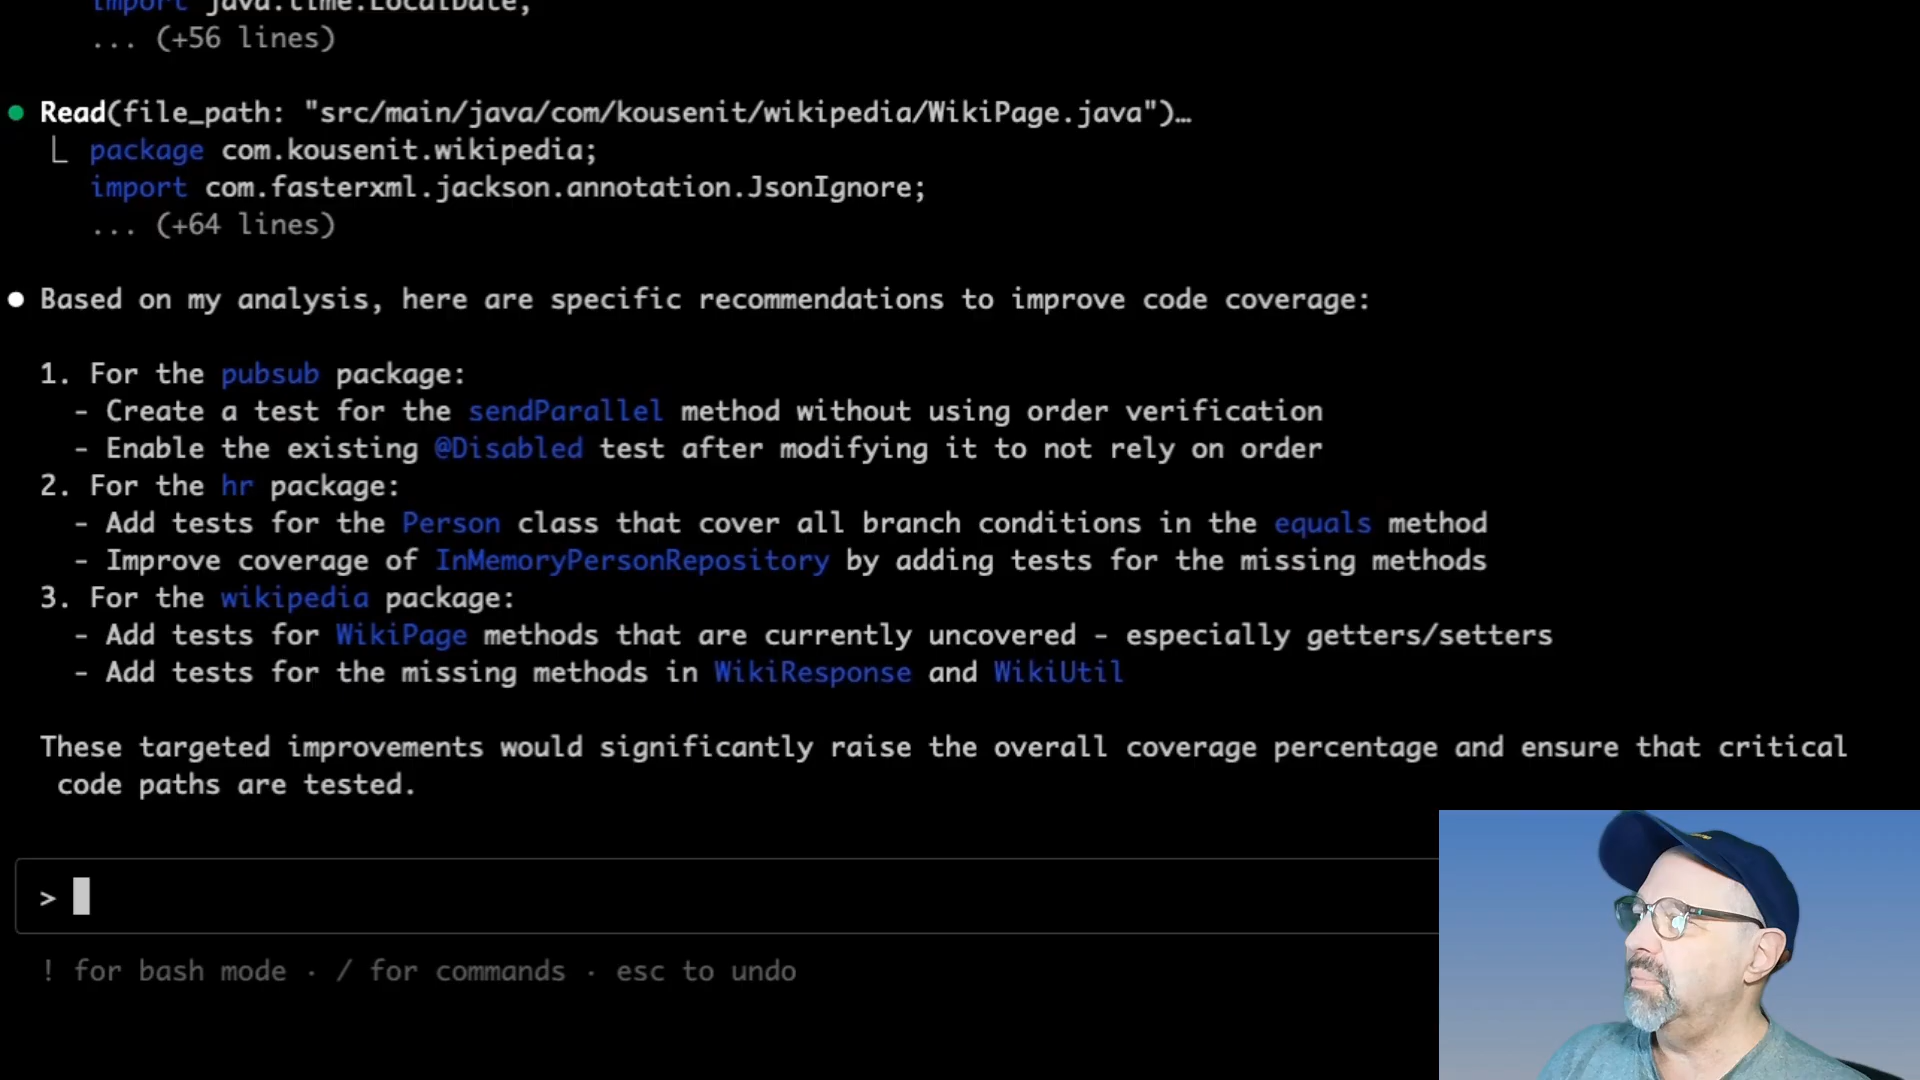 import java.time.LocalDate;
... (+56 lines)
● Read(file_path: "src/main/java/com/kousenit/wikipedia/WikiPage.java")…
⎿ package com.kousenit.wikipedia;
import com.fasterxml.jackson.annotation.JsonIgnore;
... (+64 lines)
● Based on my analysis, here are specific recommendations to improve code coverage:
1. For the pubsub package:
- Create a test for the sendParallel method without using order verification
- Enable the existing @Disabled test after modifying it to not rely on order
2. For the hr package:
- Add tests for the Person class that cover all branch conditions in the equals method
- Improve coverage of InMemoryPersonRepository by adding tests for the missing methods
3. For the wikipedia package:
- Add tests for WikiPage methods that are currently uncovered - especially getters/setters
- Add tests for the missing methods in WikiResponse and WikiUtil
These targeted improvements would significantly raise the overall coverage percentage and ensure that critical
code paths are tested.
>
! for bash mode · / for commands · esc to undo